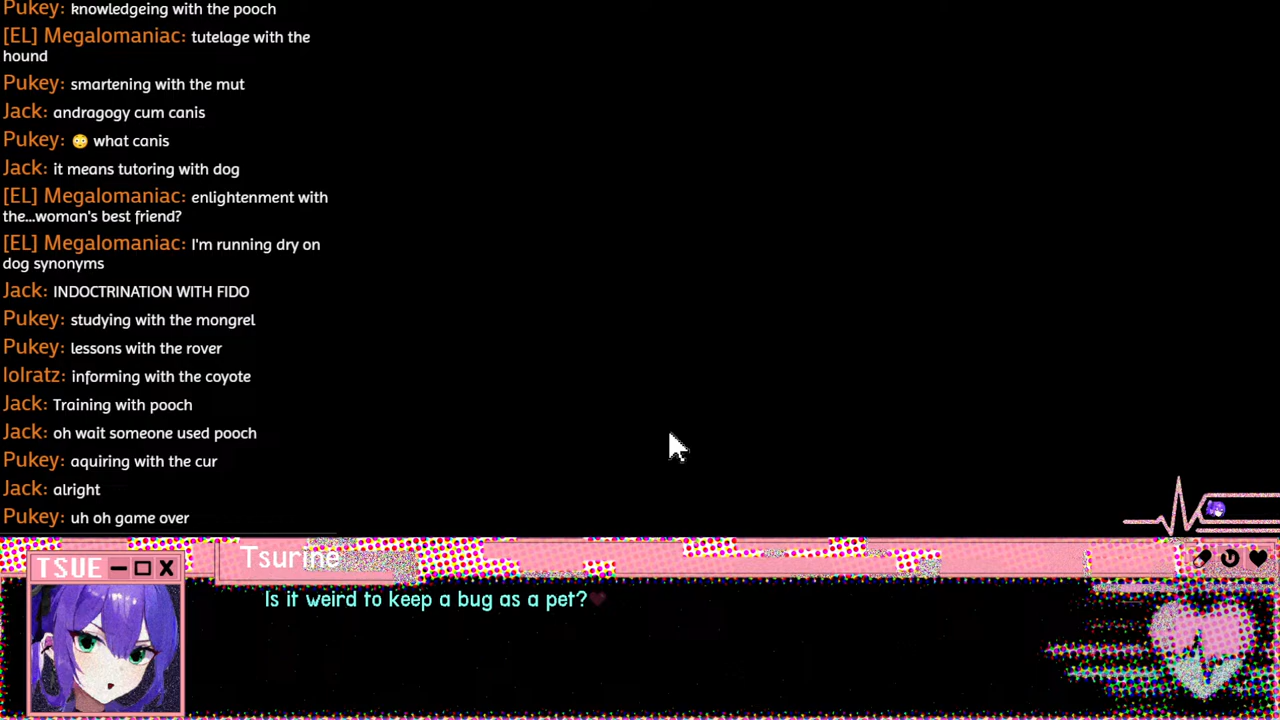 Pukey: knowledgeing with the pooch
[EL] Megalomaniac: tutelage with the
hound
Pukey: smartening with the mut
Jack: andragogy cum canis
Pukey: 😳 what canis
Jack: it means tutoring with dog
[EL] Megalomaniac: enlightenment with
the...woman's best friend?
[EL] Megalomaniac: I'm running dry on
dog synonyms
Jack: INDOCTRINATION WITH FIDO
Pukey: studying with the mongrel
Pukey: lessons with the rover
lolratz: informing with the coyote
Jack: Training with pooch
Jack: oh wait someone used pooch
Pukey: aquiring with the cur
Jack: alright
Pukey: uh oh game over
Tsurine
TSUE
Is it weird to keep a bug as a pet?